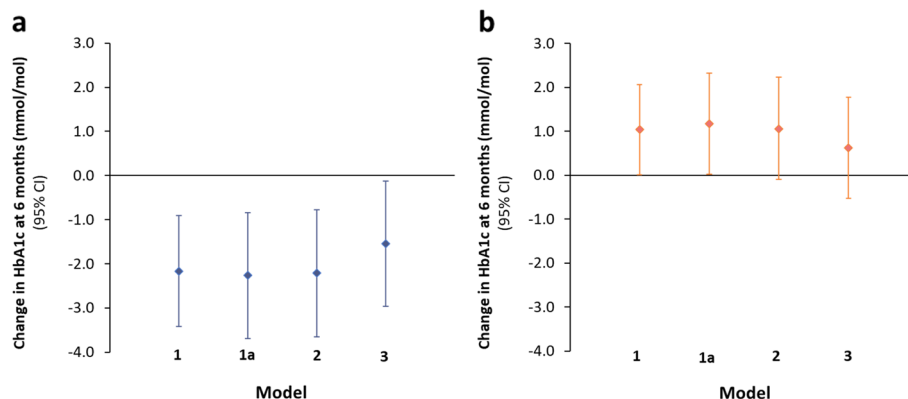 a
Change in HbA1c at 6 months (mmol/mol)
(95% CI)
3.0
2.0
1.0
0.0
-1.0
-2.0
-3.0
-4.0
1 1a 2 3
Model
b
Change in HbA1c at 6 months (mmol/mol)
(95% CI)
3.0
2.0
1.0
0.0
-1.0
-2.0
-3.0
-4.0
1 1a 2 3
Model